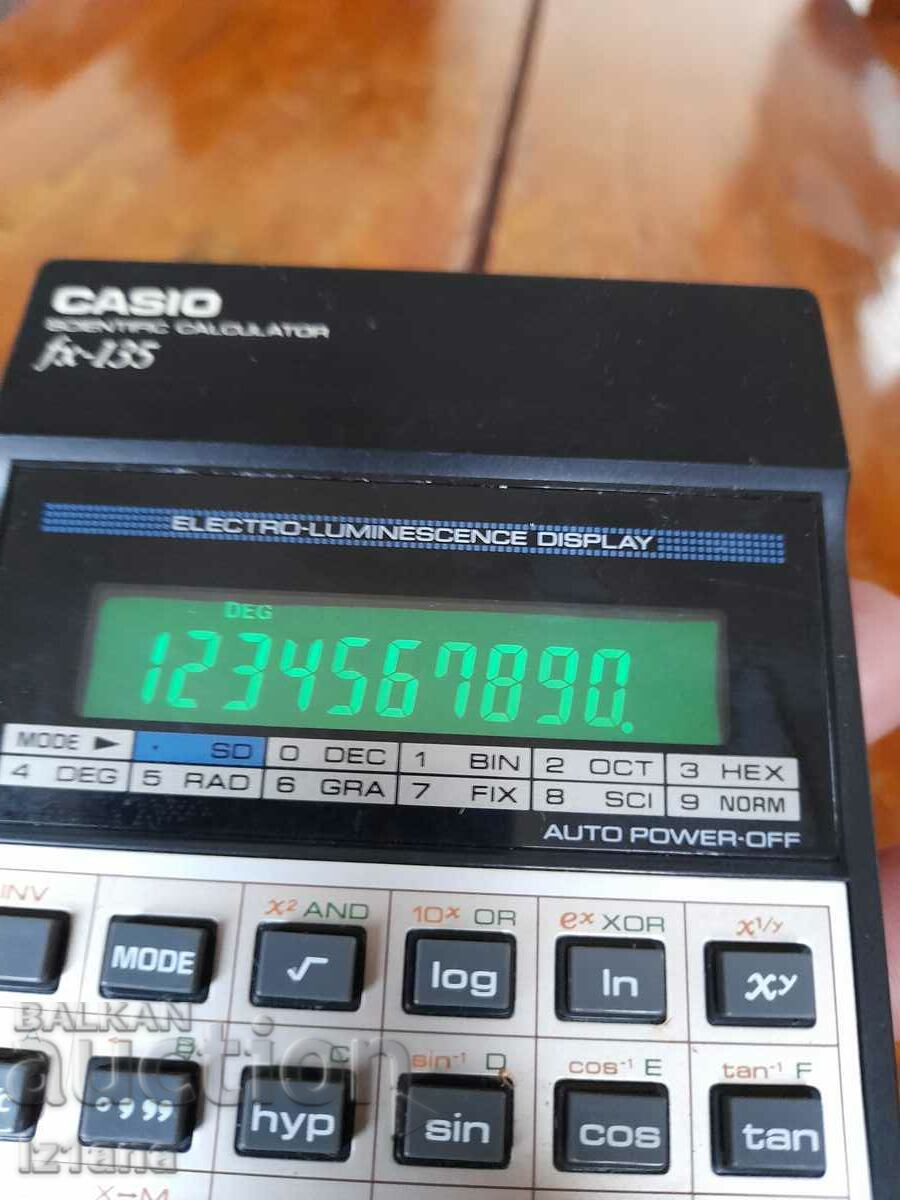 CASIO
SCIENTIFIC CALCULATOR
fx-135
ELECTRO-LUMINESCENCE DISPLAY
DEG
1234567890.
MODE ► · SD 0 DEC 1 BIN 2 OCT 3 HEX
4 DEG 5 RAD 6 GRA 7 FIX 8 SCI 9 NORM
AUTO POWER-OFF
INV x² AND 10ˣ OR eˣ XOR x^1/y
MODE √ log ln xʸ
B C sin⁻¹ D cos⁻¹ E tan⁻¹ F
° , ,, hyp sin cos tan
X→M
BALKAN
auction
Iz1ana